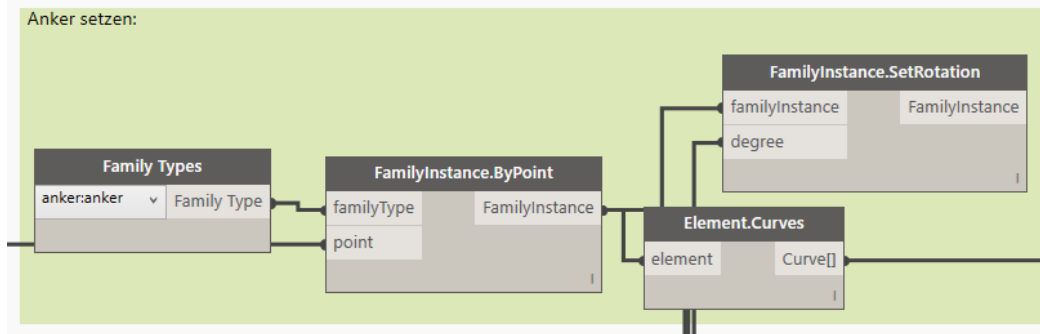 Anker setzen:
FamilyInstance.SetRotation
familyInstance FamilyInstance
degree
Family Types
anker:anker Family Type
FamilyInstance.ByPoint
familyType FamilyInstance
point
Element.Curves
element Curve[]